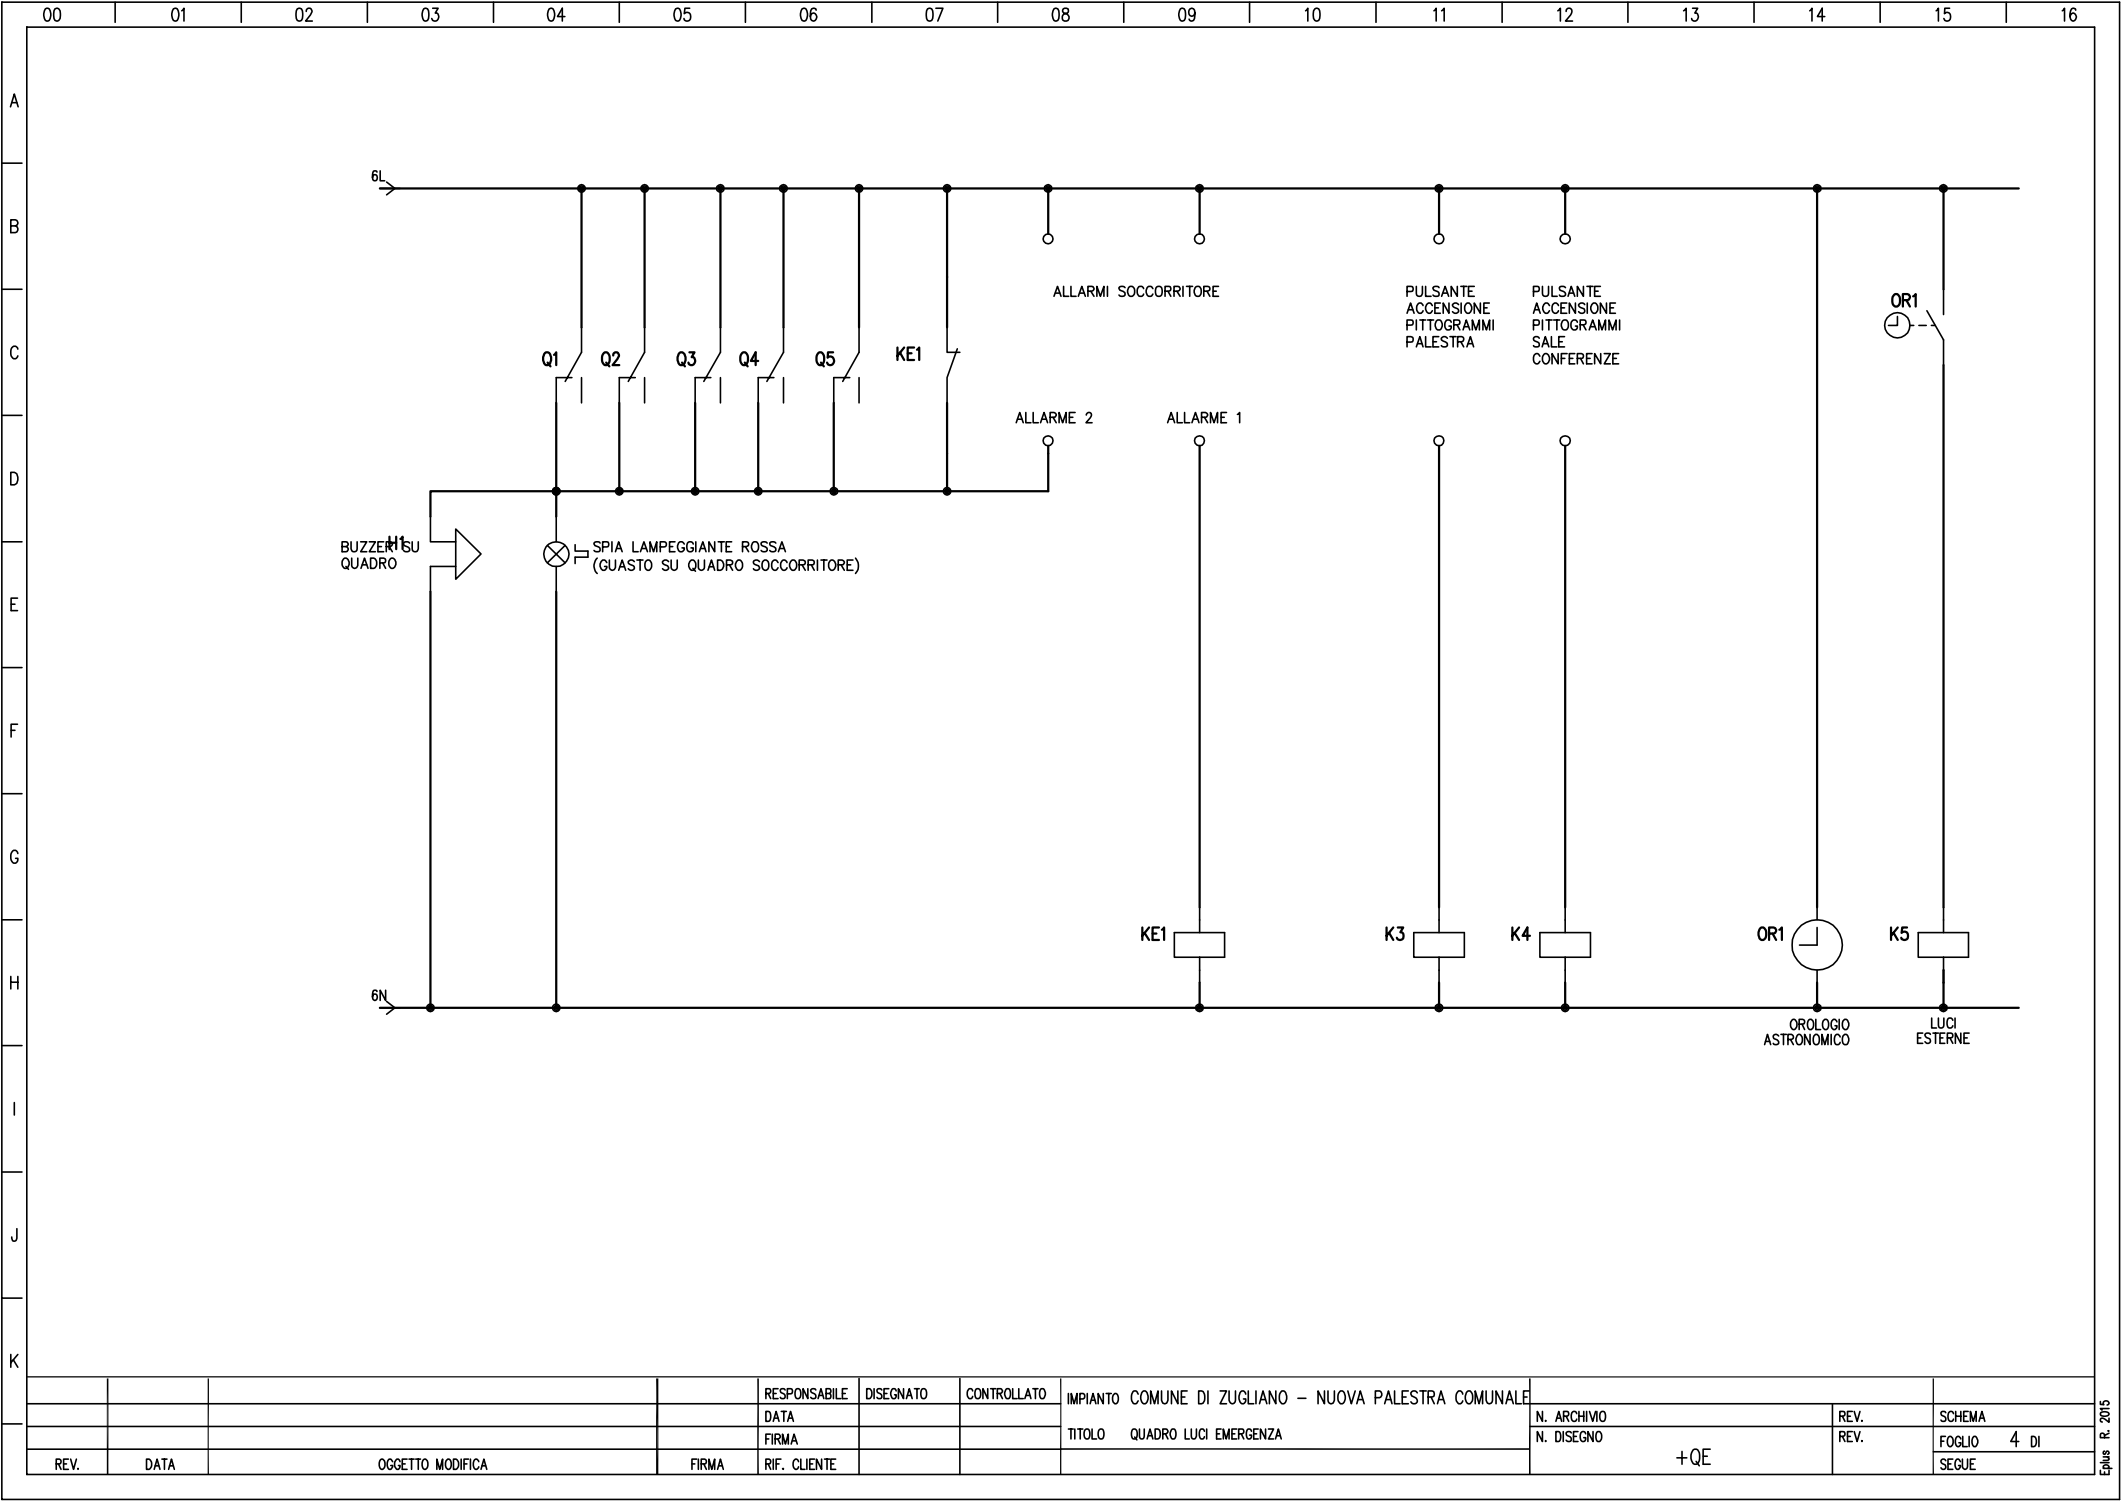 00 01 02 03 04 05 06 07 08 09 10 11 12 13 14 15 16
A
B
C
D
E
F
G
H
I
J
K
6L
ALLARMI SOCCORRITORE
PULSANTE
ACCENSIONE
PITTOGRAMMI
PALESTRA
PULSANTE
ACCENSIONE
PITTOGRAMMI
SALE
CONFERENZE
OR1
Q1 Q2 Q3 Q4 Q5 KE1
ALLARME 2
ALLARME 1
H1
BUZZER SU
QUADRO
SPIA LAMPEGGIANTE ROSSA
(GUASTO SU QUADRO SOCCORRITORE)
KE1 K3 K4 OR1 K5
6N
OROLOGIO
ASTRONOMICO
LUCI
ESTERNE
REV. DATA OGGETTO MODIFICA FIRMA
RESPONSABILE DISEGNATO CONTROLLATO
DATA
FIRMA
RIF. CLIENTE
IMPIANTO COMUNE DI ZUGLIANO – NUOVA PALESTRA COMUNALE
TITOLO QUADRO LUCI EMERGENZA
N. ARCHIVIO REV.
N. DISEGNO REV.
+QE
SCHEMA
FOGLIO 4 DI
SEGUE
Eplus R. 2015